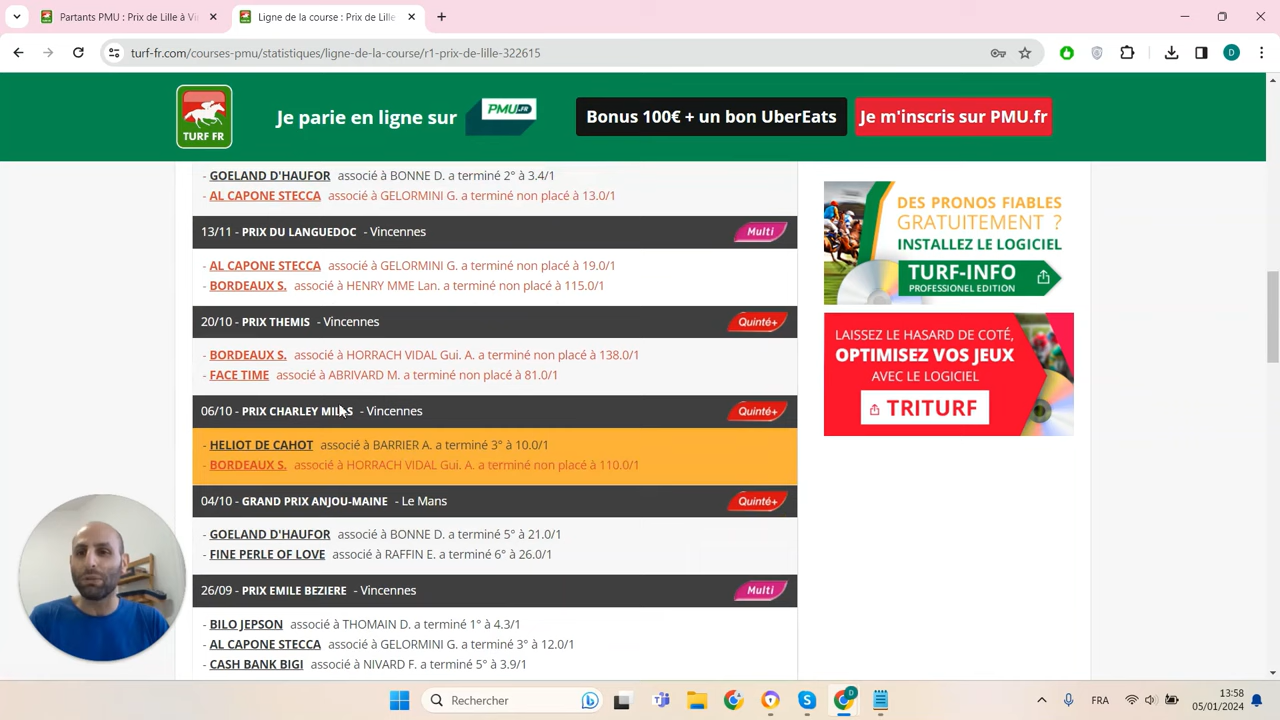 Partants PMU : Prix de Lille à Vi
Ligne de la course : Prix de Lille
turf-fr.com/courses-pmu/statistiques/ligne-de-la-course/r1-prix-de-lille-322615
D
TURF FR
Je parie en ligne sur
PMU.FR
Bonus 100€ + un bon UberEats
Je m'inscris sur PMU.fr
- GOELAND D'HAUFOR associé à BONNE D. a terminé 2° à 3.4/1
- AL CAPONE STECCA associé à GELORMINI G. a terminé non placé à 13.0/1
13/11 - PRIX DU LANGUEDOC - Vincennes
Multi
- AL CAPONE STECCA associé à GELORMINI G. a terminé non placé à 19.0/1
- BORDEAUX S. associé à HENRY MME Lan. a terminé non placé à 115.0/1
20/10 - PRIX THEMIS - Vincennes
Quinté+
- BORDEAUX S. associé à HORRACH VIDAL Gui. A. a terminé non placé à 138.0/1
- FACE TIME associé à ABRIVARD M. a terminé non placé à 81.0/1
06/10 - PRIX CHARLEY MILLS - Vincennes
Quinté+
- HELIOT DE CAHOT associé à BARRIER A. a terminé 3° à 10.0/1
- BORDEAUX S. associé à HORRACH VIDAL Gui. A. a terminé non placé à 110.0/1
04/10 - GRAND PRIX ANJOU-MAINE - Le Mans
Quinté+
- GOELAND D'HAUFOR associé à BONNE D. a terminé 5° à 21.0/1
- FINE PERLE OF LOVE associé à RAFFIN E. a terminé 6° à 26.0/1
26/09 - PRIX EMILE BEZIERE - Vincennes
Multi
- BILO JEPSON associé à THOMAIN D. a terminé 1° à 4.3/1
- AL CAPONE STECCA associé à GELORMINI G. a terminé 3° à 12.0/1
- CASH BANK BIGI associé à NIVARD F. a terminé 5° à 3.9/1
DES PRONOS FIABLES
GRATUITEMENT ?
INSTALLEZ LE LOGICIEL
TURF-INFO
PROFESSIONEL EDITION
LAISSEZ LE HASARD DE COTÉ,
OPTIMISEZ VOS JEUX
AVEC LE LOGICIEL
TRITURF
Rechercher
FRA
13:58
05/01/2024